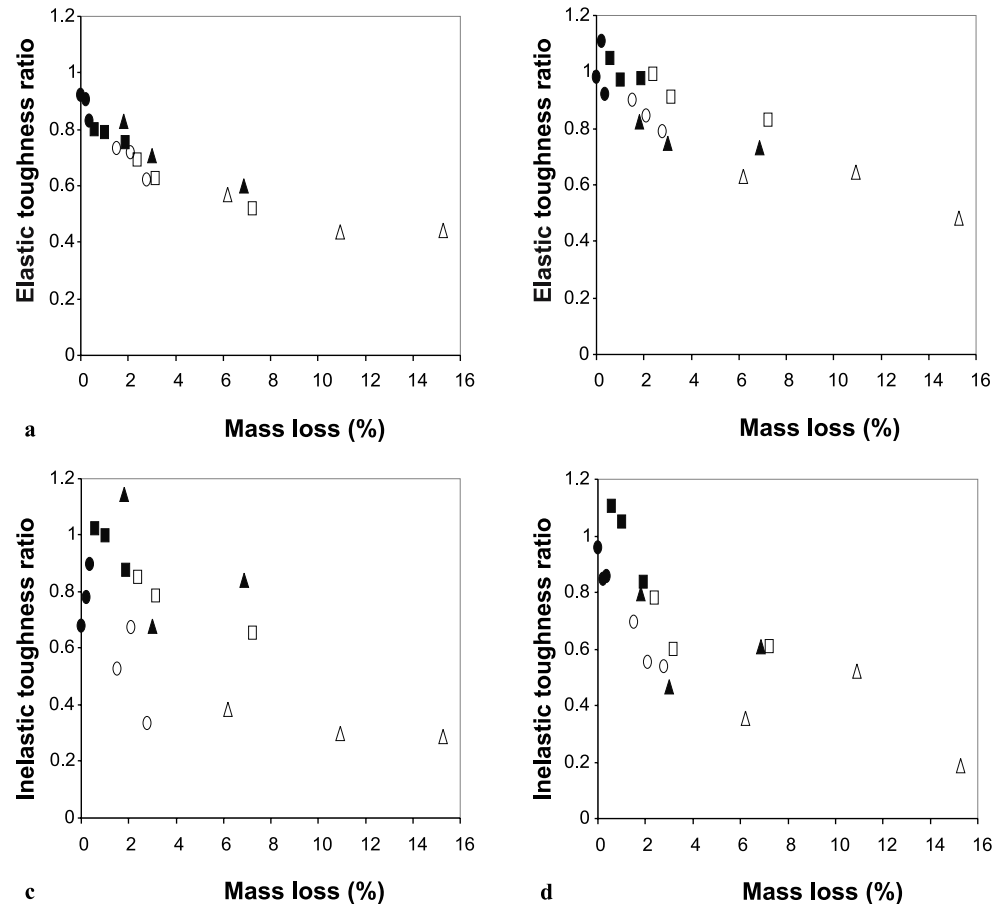 1.2
1
0.8
0.6
0.4
0.2
0
Elastic toughness ratio
0 2 4 6 8 10 12 14 16
a Mass loss (%)
1.2
1
0.8
0.6
0.4
0.2
0
Elastic toughness ratio
0 2 4 6 8 10 12 14 16
Mass loss (%)
1.2
1
0.8
0.6
0.4
0.2
0
Inelastic toughness ratio
0 2 4 6 8 10 12 14 16
c Mass loss (%)
1.2
1
0.8
0.6
0.4
0.2
0
Inelastic toughness ratio
0 2 4 6 8 10 12 14 16
d Mass loss (%)